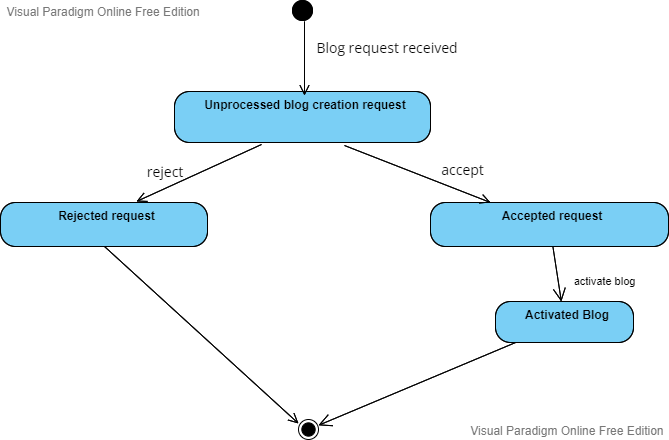 Visual Paradigm Online Free Edition
Blog request received
Unprocessed blog creation request
reject
accept
Rejected request
Accepted request
activate blog
Activated Blog
Visual Paradigm Online Free Edition